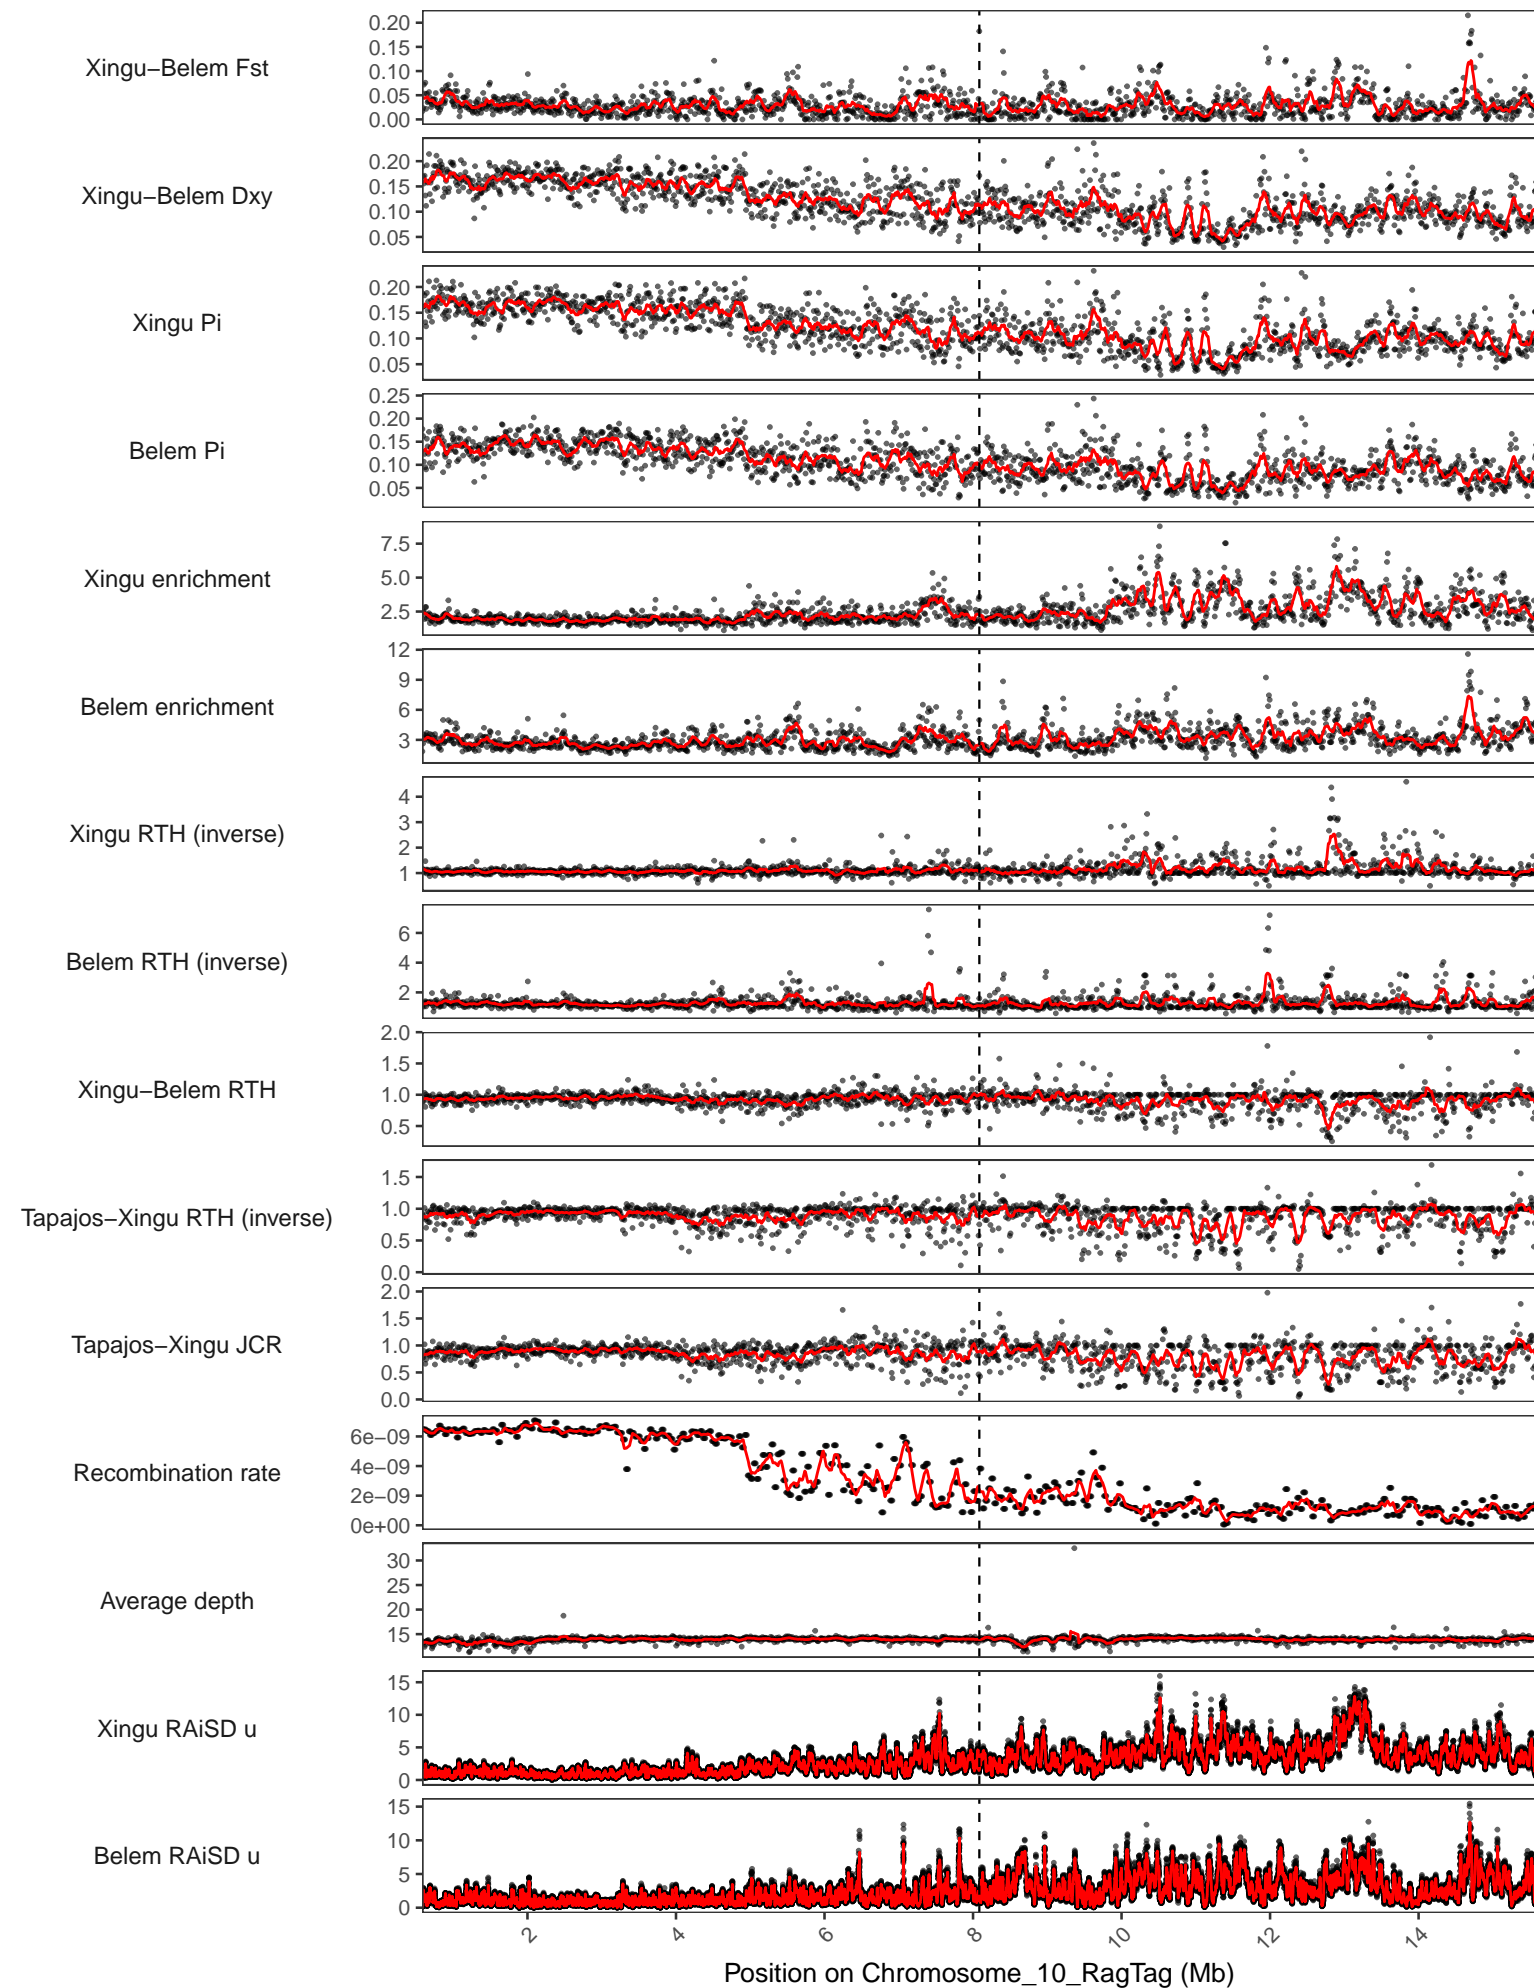 Xingu−Belem Fst
0.20
0.15
0.10
0.05
0.00
Xingu−Belem Dxy
0.20
0.15
0.10
0.05
Xingu Pi
0.20
0.15
0.10
0.05
Belem Pi
0.25
0.20
0.15
0.10
0.05
Xingu enrichment
7.5
5.0
2.5
Belem enrichment
12
9
6
3
Xingu RTH (inverse)
4
3
2
1
Belem RTH (inverse)
6
4
2
Xingu−Belem RTH
2.0
1.5
1.0
0.5
Tapajos−Xingu RTH (inverse)
1.5
1.0
0.5
0.0
Tapajos−Xingu JCR
2.0
1.5
1.0
0.5
0.0
Recombination rate
6e−09
4e−09
2e−09
0e+00
Average depth
30
25
20
15
Xingu RAiSD u
15
10
5
0
Belem RAiSD u
15
10
5
0
2 4 6 8 10 12 14
Position on Chromosome_10_RagTag (Mb)